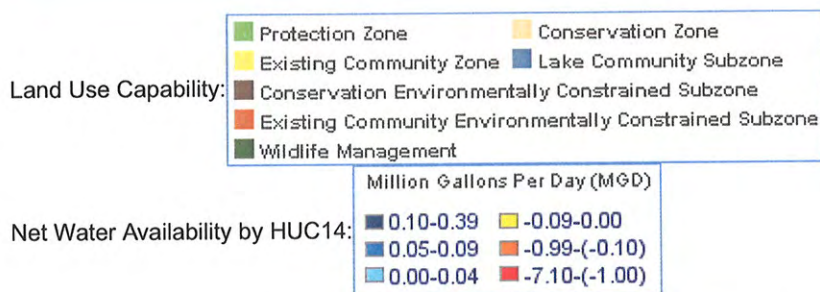 Land Use Capability:
Protection Zone Conservation Zone
Existing Community Zone Lake Community Subzone
Conservation Environmentally Constrained Subzone
Existing Community Environmentally Constrained Subzone
Wildlife Management
Net Water Availability by HUC14:
Million Gallons Per Day (MGD)
0.10-0.39 -0.09-0.00
0.05-0.09 -0.99-(-0.10)
0.00-0.04 -7.10-(-1.00)